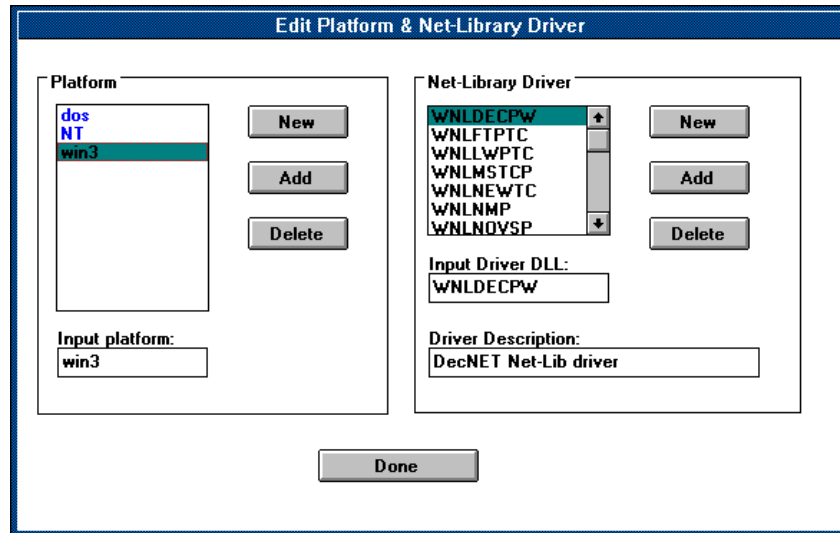 Edit Platform & Net-Library Driver
Platform
dos
NT
win3
New
Add
Delete
Input platform:
win3
Net-Library Driver
WNLDECPW
WNLFTPTC
WNLLWPTC
WNLMSTCP
WNLNEWTC
WNLNMP
WNLNOVSP
New
Add
Delete
Input Driver DLL:
WNLDECPW
Driver Description:
DecNET Net-Lib driver
Done